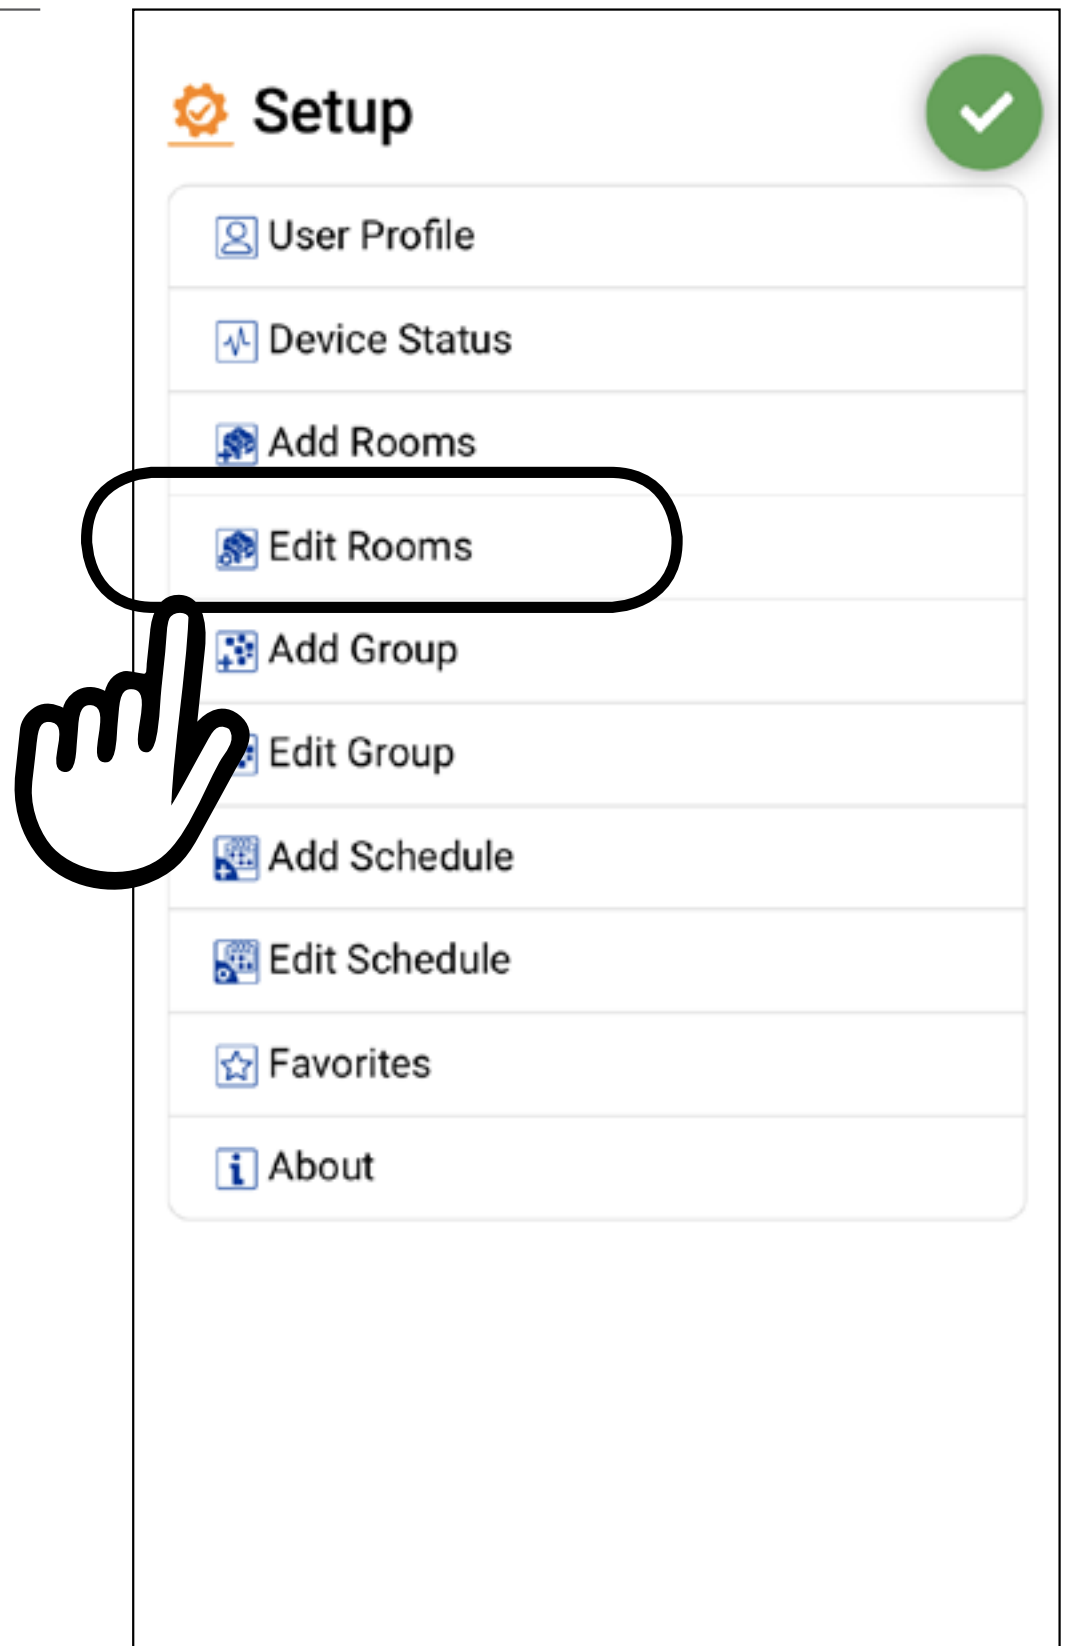 Setup
User Profile
Device Status
Add Rooms
Edit Rooms
Add Group
Edit Group
Add Schedule
Edit Schedule
Favorites
About